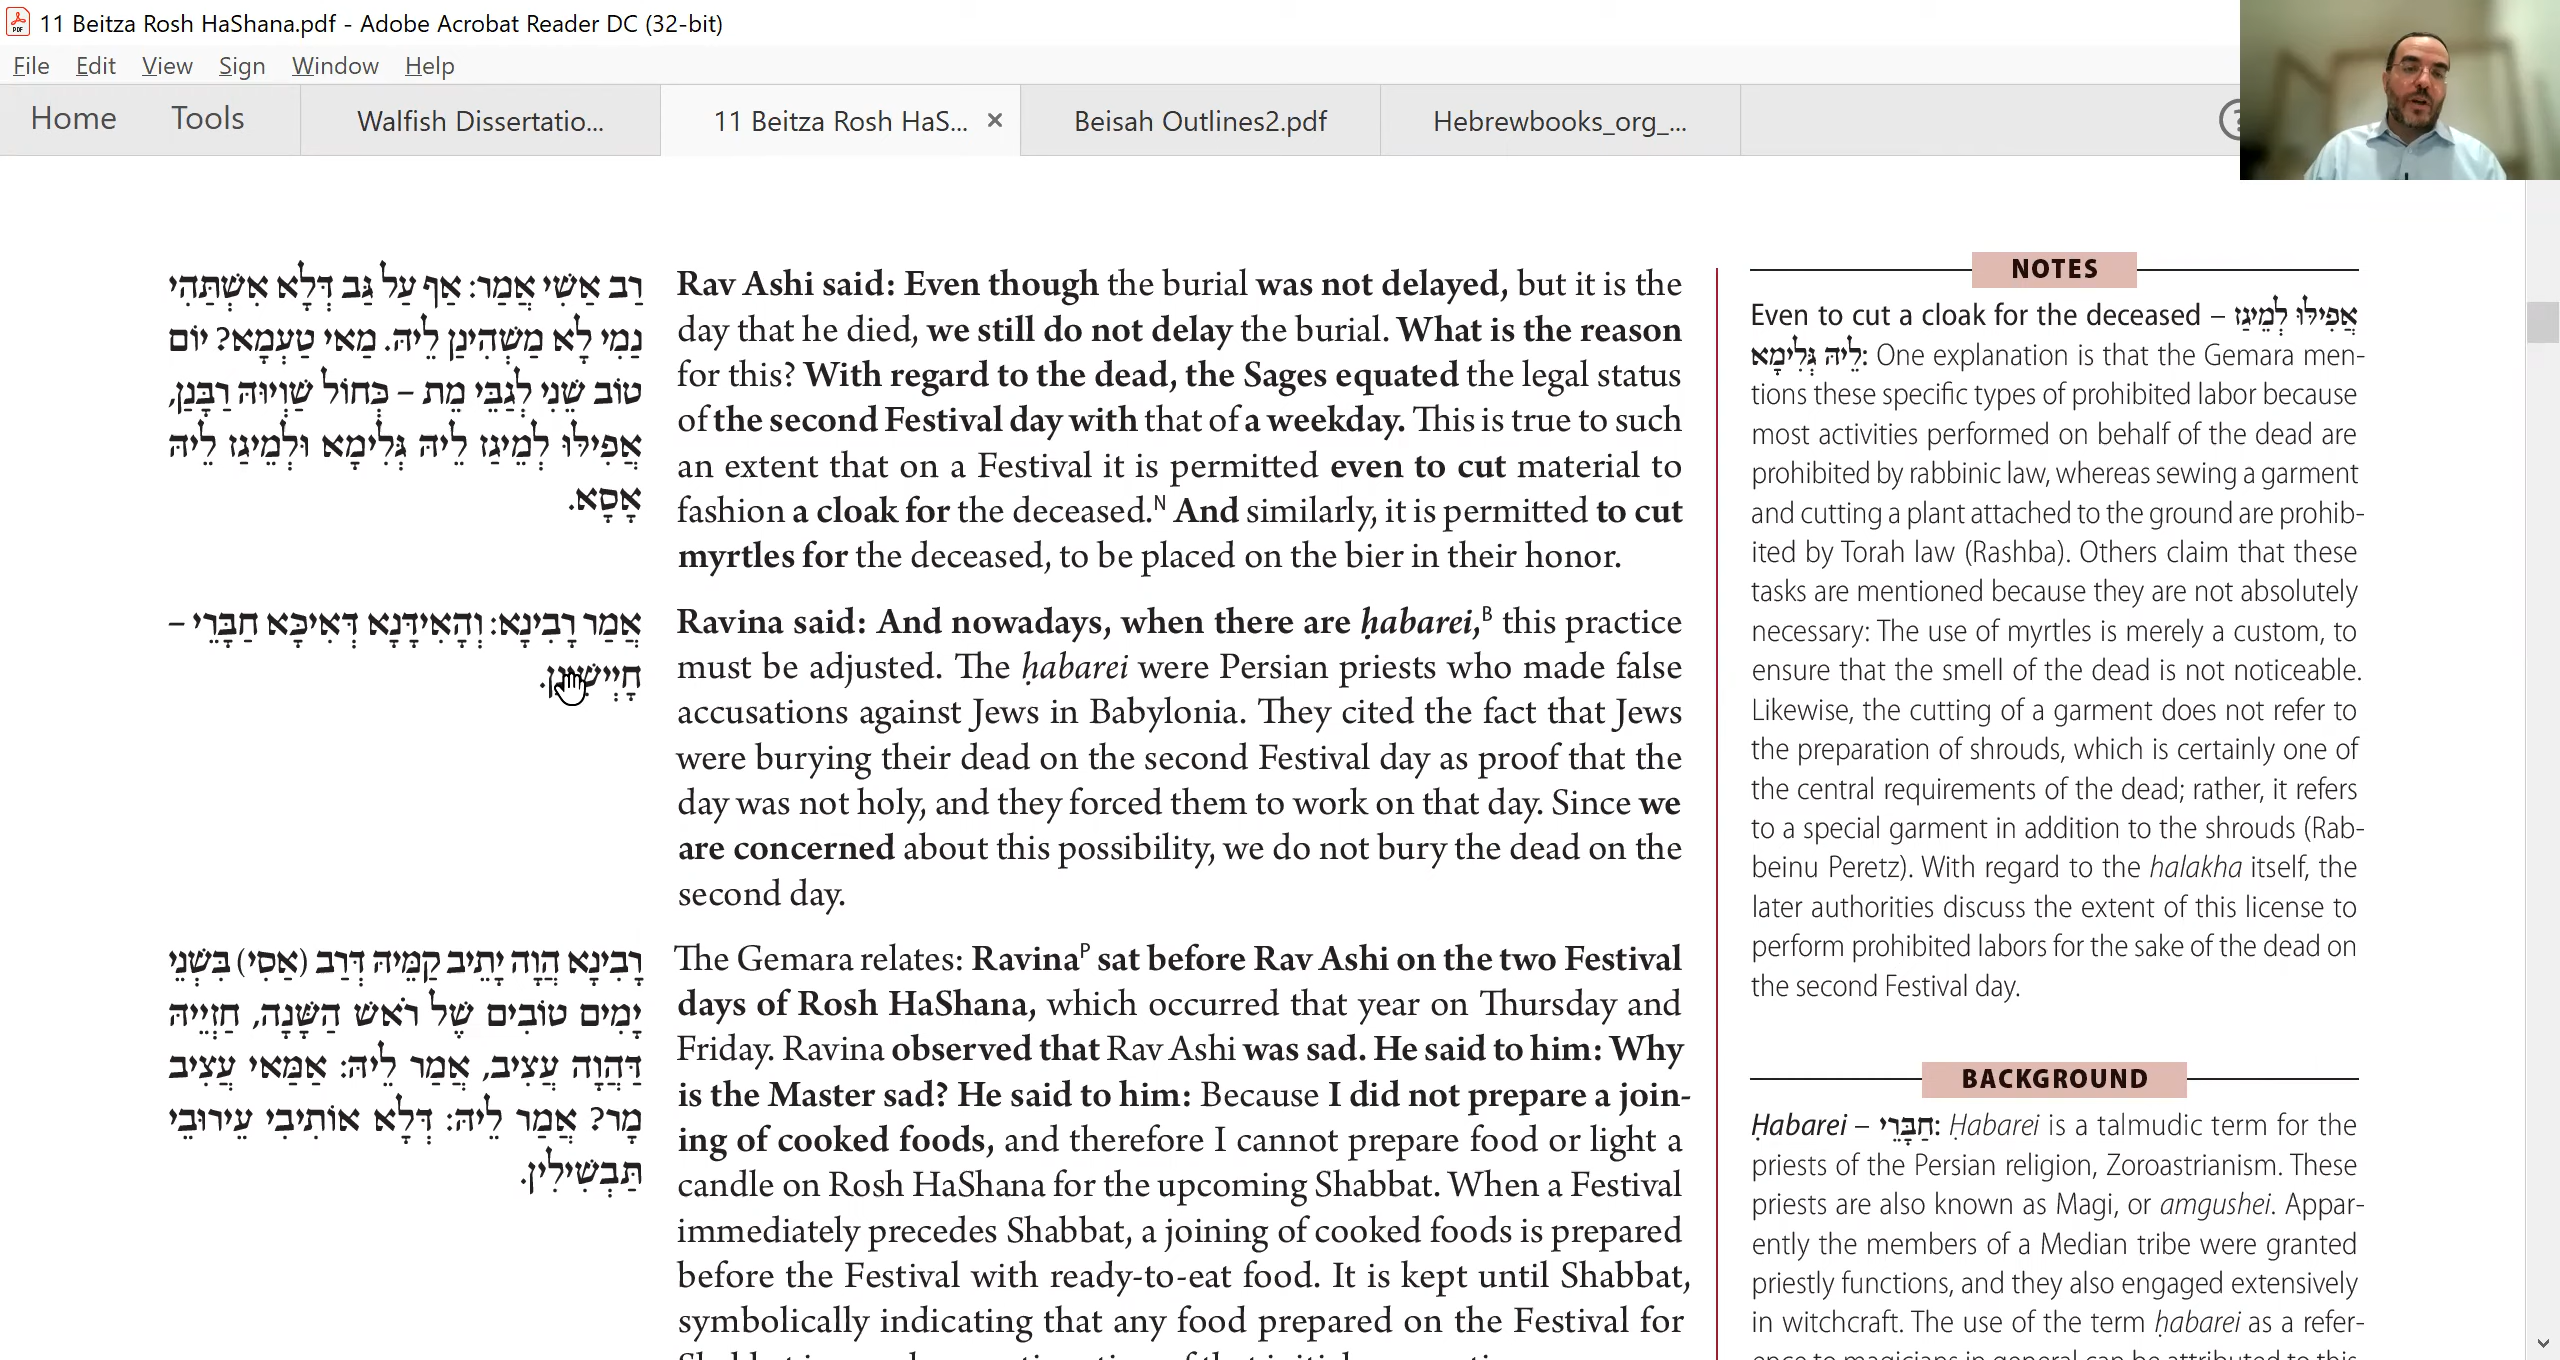 11 Beitza Rosh HaShana.pdf - Adobe Acrobat Reader DC (32-bit)
File Edit View Sign Window Help
Home Tools Walfish Dissertatio... 11 Beitza Rosh HaS... × Beisah Outlines2.pdf Hebrewbooks_org_...
רַב אַשִׁי אֲמַר: אַף עַל גַּב דְּלָא אִשְׁתַּהִי
נַמִי לָא מַשְׁהִינַן לֵיהּ. מַאי טַעְמָא? יוֹם
טוֹב שֵׁנִי לְגַבֵּי מֵת – כְּחוֹל שַׁוְּיוּהּ רַבָּנַן,
אֲפִילּוּ לְמֵיגַז לֵיהּ גְּלִימָא וּלְמֵיגַז לֵיהּ
אָסָא.
Rav Ashi said: Even though the burial was not delayed, but it is the
day that he died, we still do not delay the burial. What is the reason
for this? With regard to the dead, the Sages equated the legal status
of the second Festival day with that of a weekday. This is true to such
an extent that on a Festival it is permitted even to cut material to
fashion a cloak for the deceased.N And similarly, it is permitted to cut
myrtles for the deceased, to be placed on the bier in their honor.
אֲמַר רָבִינָא: וְהָאִידָּנָא דְּאִיכָּא חַבָּרֵי –
חָיְישִׁינַן.
Ravina said: And nowadays, when there are ḥabarei,B this practice
must be adjusted. The ḥabarei were Persian priests who made false
accusations against Jews in Babylonia. They cited the fact that Jews
were burying their dead on the second Festival day as proof that the
day was not holy, and they forced them to work on that day. Since we
are concerned about this possibility, we do not bury the dead on the
second day.
רָבִינָא הֲוָה יָתֵיב קַמֵּיהּ דְּרַב (אַסִי) בִּשְׁנֵי
יָמִים טוֹבִים שֶׁל רֹאשׁ הַשָּׁנָה, חַזְיֵיהּ
דַּהֲוָה עֲצִיב, אֲמַר לֵיהּ: אַמַּאי עֲצִיב
מָר? אֲמַר לֵיהּ: דְּלָא אוֹתִיבִי עֵירוּבֵי
תַּבְשִׁילִין.
The Gemara relates: RavinaP sat before Rav Ashi on the two Festival
days of Rosh HaShana, which occurred that year on Thursday and
Friday. Ravina observed that Rav Ashi was sad. He said to him: Why
is the Master sad? He said to him: Because I did not prepare a join-
ing of cooked foods, and therefore I cannot prepare food or light a
candle on Rosh HaShana for the upcoming Shabbat. When a Festival
immediately precedes Shabbat, a joining of cooked foods is prepared
before the Festival with ready-to-eat food. It is kept until Shabbat,
symbolically indicating that any food prepared on the Festival for
NOTES
Even to cut a cloak for the deceased – אֲפִילּוּ לְמֵיגַז
לֵיהּ גְּלִימָא: One explanation is that the Gemara men-
tions these specific types of prohibited labor because
most activities performed on behalf of the dead are
prohibited by rabbinic law, whereas sewing a garment
and cutting a plant attached to the ground are prohib-
ited by Torah law (Rashba). Others claim that these
tasks are mentioned because they are not absolutely
necessary: The use of myrtles is merely a custom, to
ensure that the smell of the dead is not noticeable.
Likewise, the cutting of a garment does not refer to
the preparation of shrouds, which is certainly one of
the central requirements of the dead; rather, it refers
to a special garment in addition to the shrouds (Rab-
beinu Peretz). With regard to the halakha itself, the
later authorities discuss the extent of this license to
perform prohibited labors for the sake of the dead on
the second Festival day.
BACKGROUND
Ḥabarei – חַבָּרֵי: Ḥabarei is a talmudic term for the
priests of the Persian religion, Zoroastrianism. These
priests are also known as Magi, or amgushei. Appar-
ently the members of a Median tribe were granted
priestly functions, and they also engaged extensively
in witchcraft. The use of the term ḥabarei as a refer-